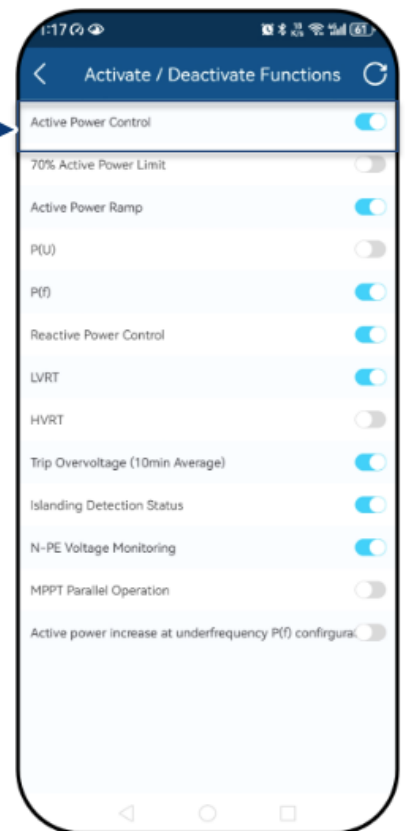 1:17
61
Activate / Deactivate Functions
Active Power Control
70% Active Power Limit
Active Power Ramp
P(U)
P(f)
Reactive Power Control
LVRT
HVRT
Trip Overvoltage (10min Average)
Islanding Detection Status
N-PE Voltage Monitoring
MPPT Parallel Operation
Active power increase at underfrequency P(f) confirgura